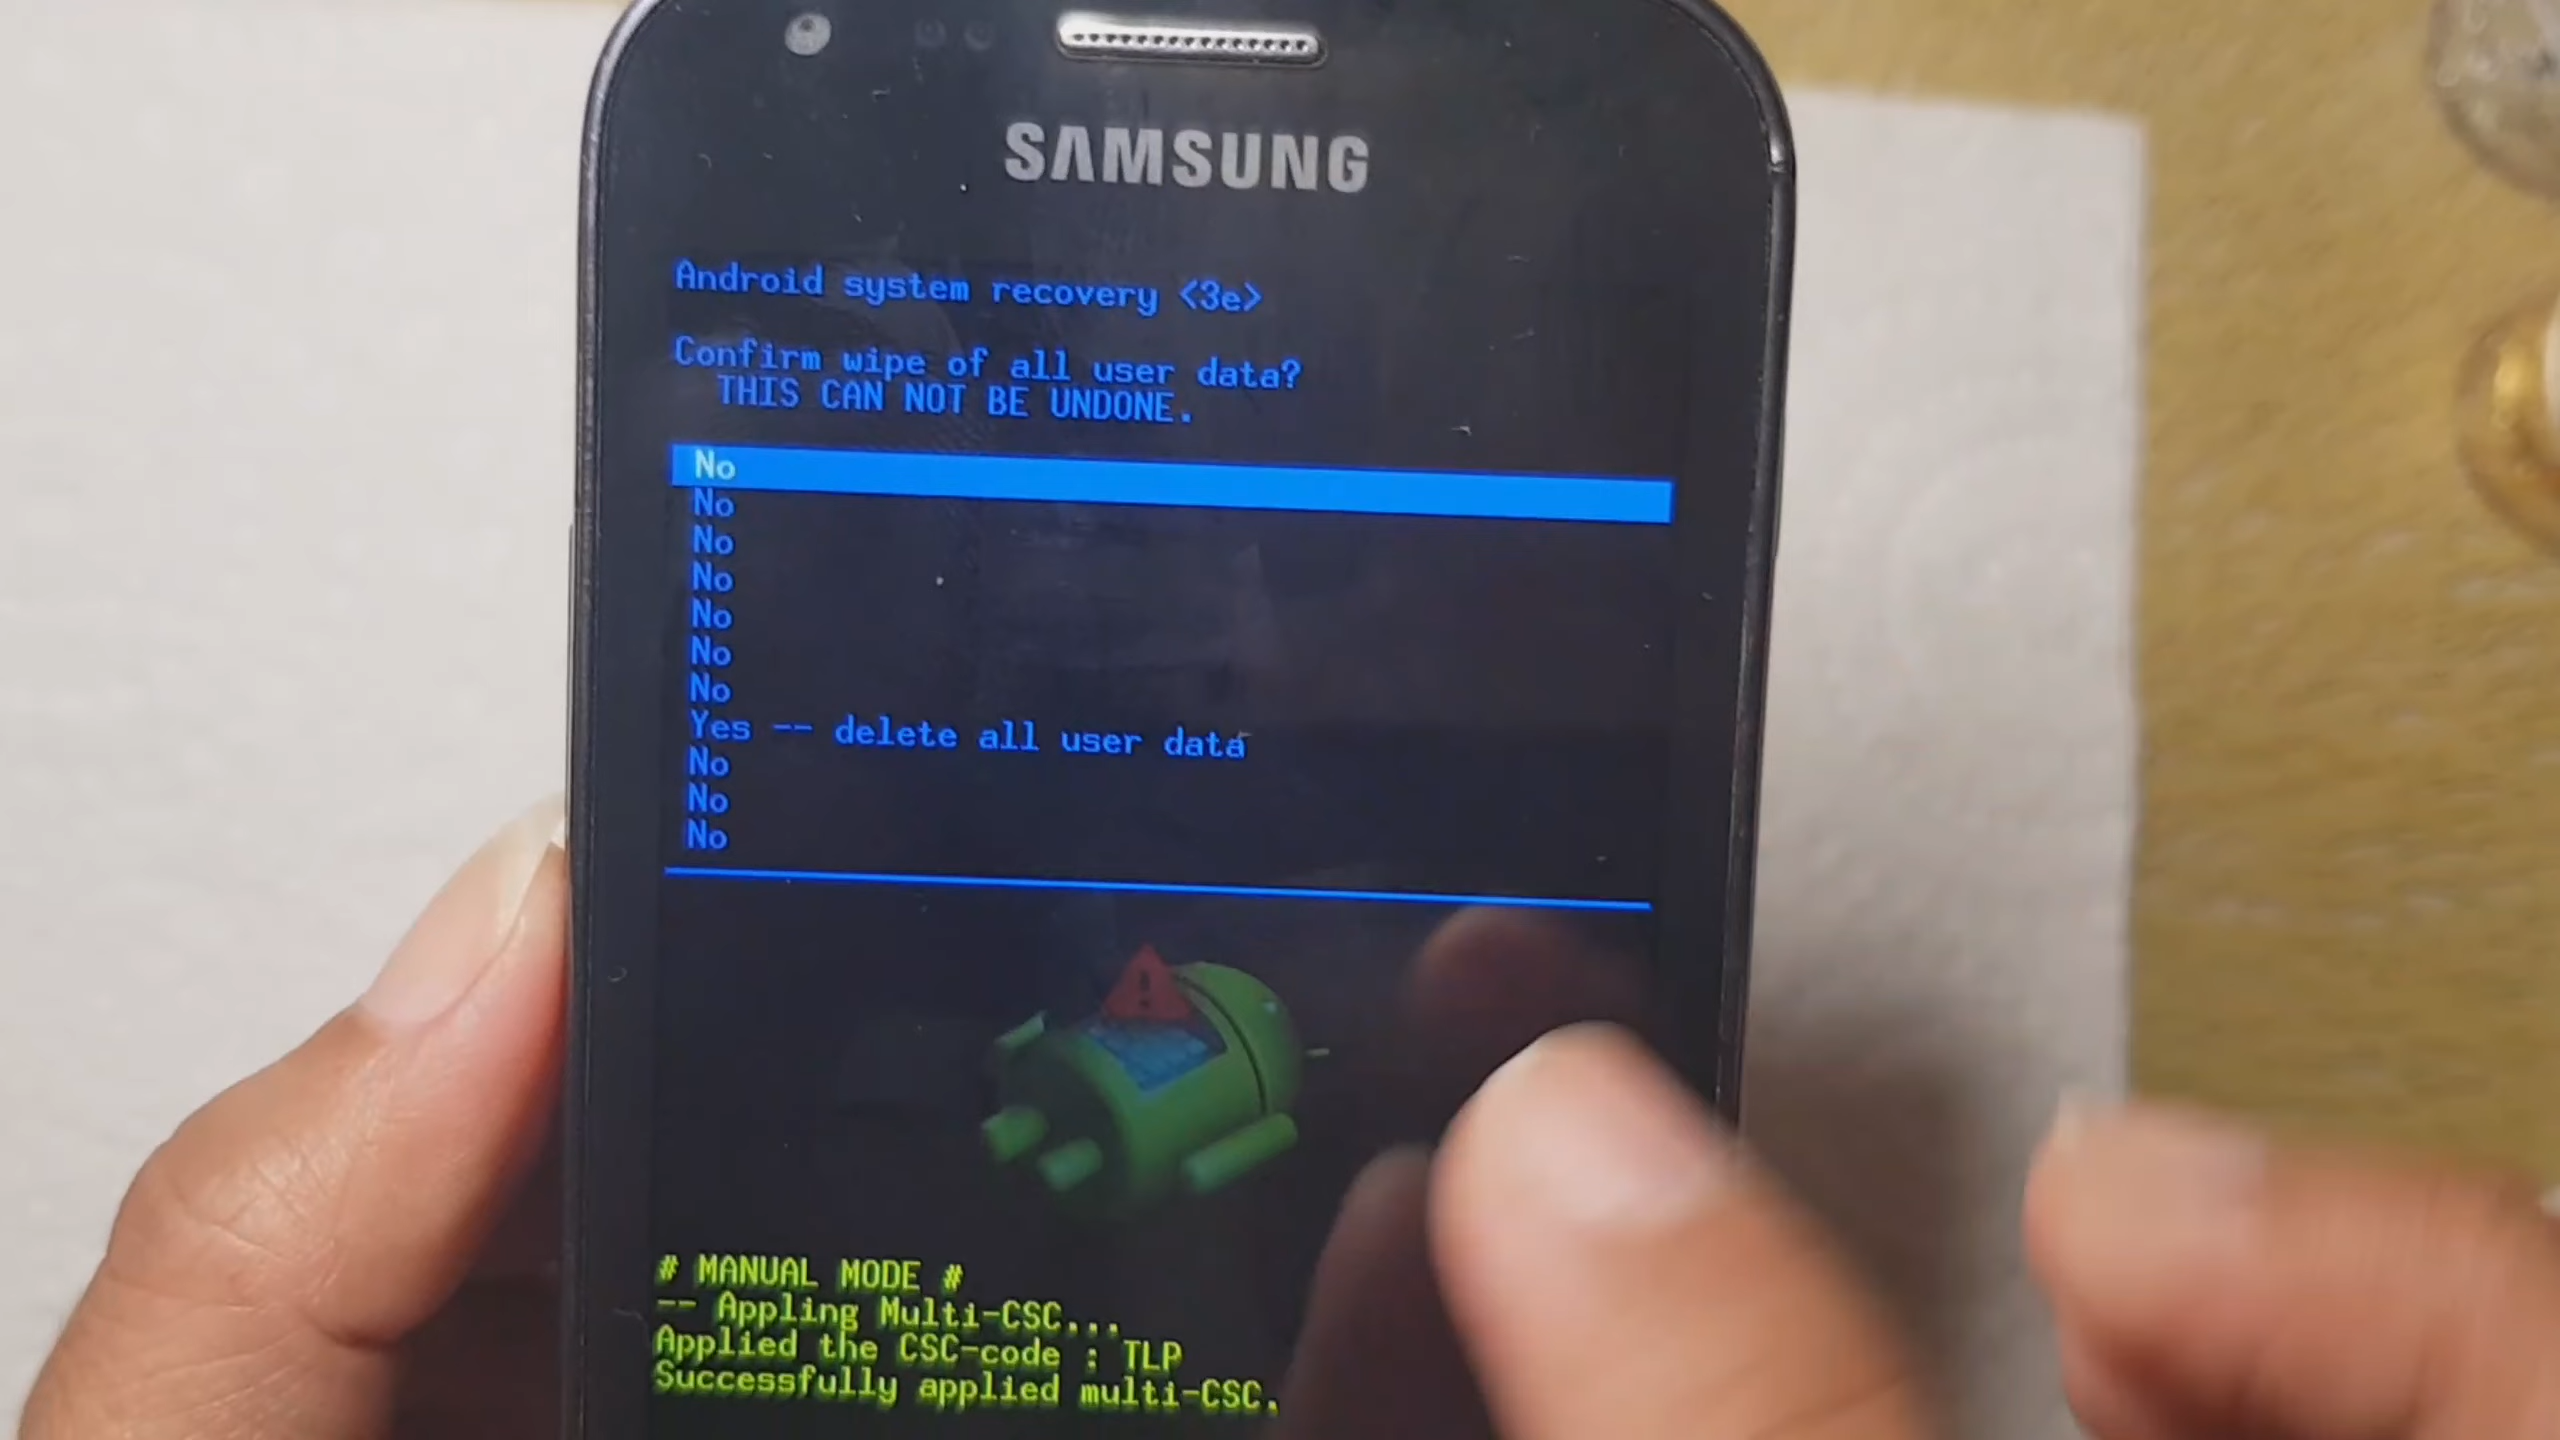 SAMSUNG
Android system recovery <3e>
Confirm wipe of all user data?
THIS CAN NOT BE UNDONE.
No
No
No
No
No
No
No
Yes -- delete all user data
No
No
No
# MANUAL MODE #
-- Appling Multi-CSC...
Applied the CSC-code : TLP
Successfully applied multi-CSC.